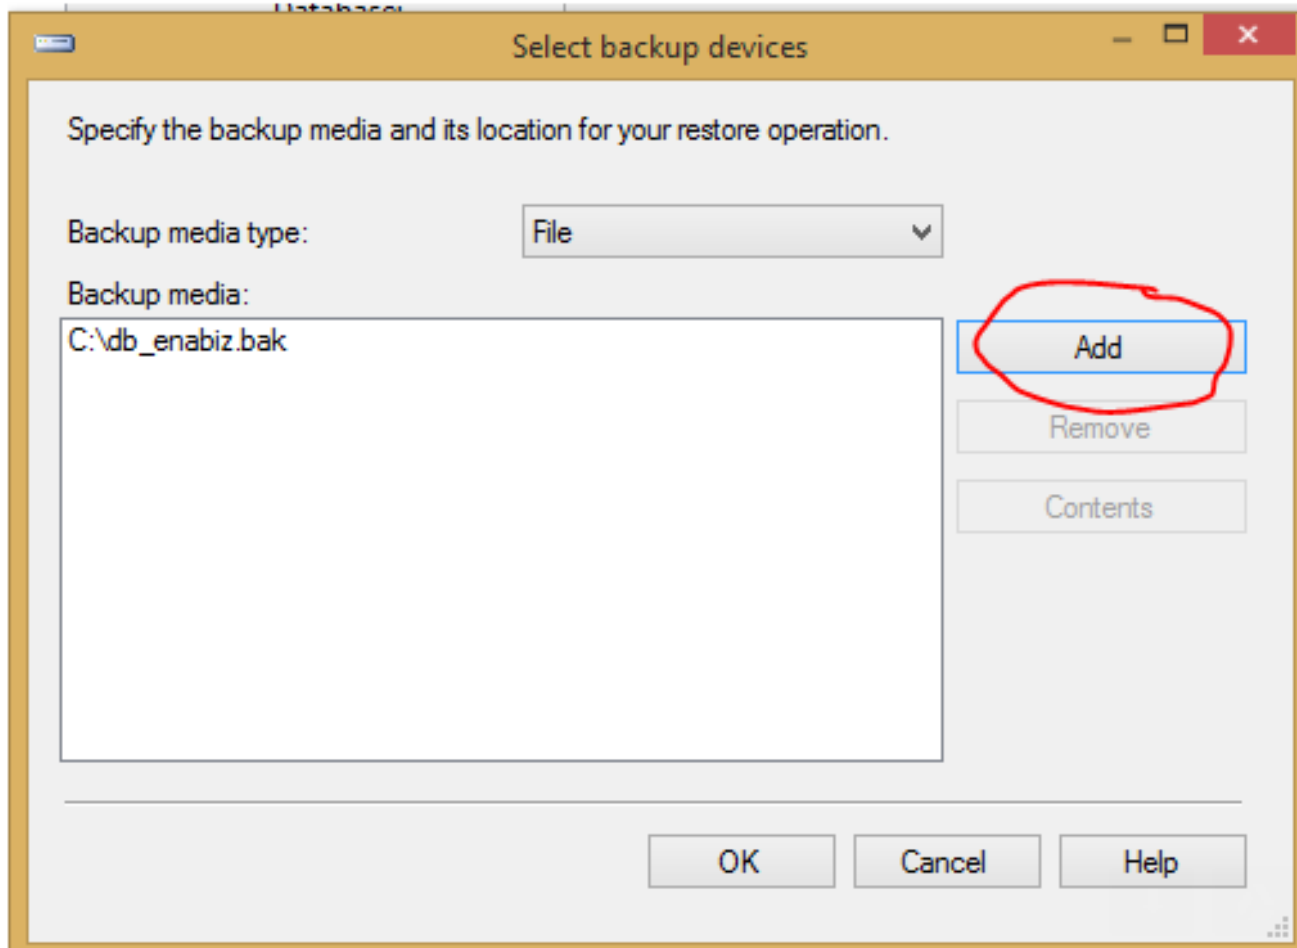 Database:
Select backup devices
Specify the backup media and its location for your restore operation.
Backup media type:
File
Backup media:
C:\db_enabiz.bak
Add
Remove
Contents
OK
Cancel
Help